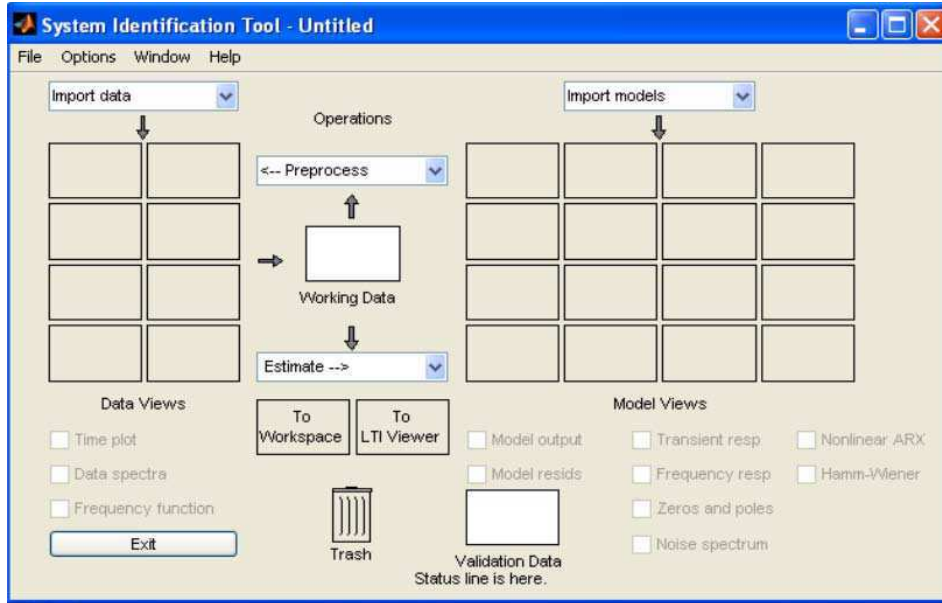 System Identification Tool - Untitled
File Options Window Help
Import data
Operations
Import models
<-- Preprocess
Working Data
Estimate -->
Data Views
To Workspace
To LTI Viewer
Model Views
Time plot
Data spectra
Frequency function
Model output
Model resids
Transient resp
Frequency resp
Zeros and poles
Noise spectrum
Nonlinear ARX
Hamm-Wiener
Exit
Trash
Validation Data
Status line is here.